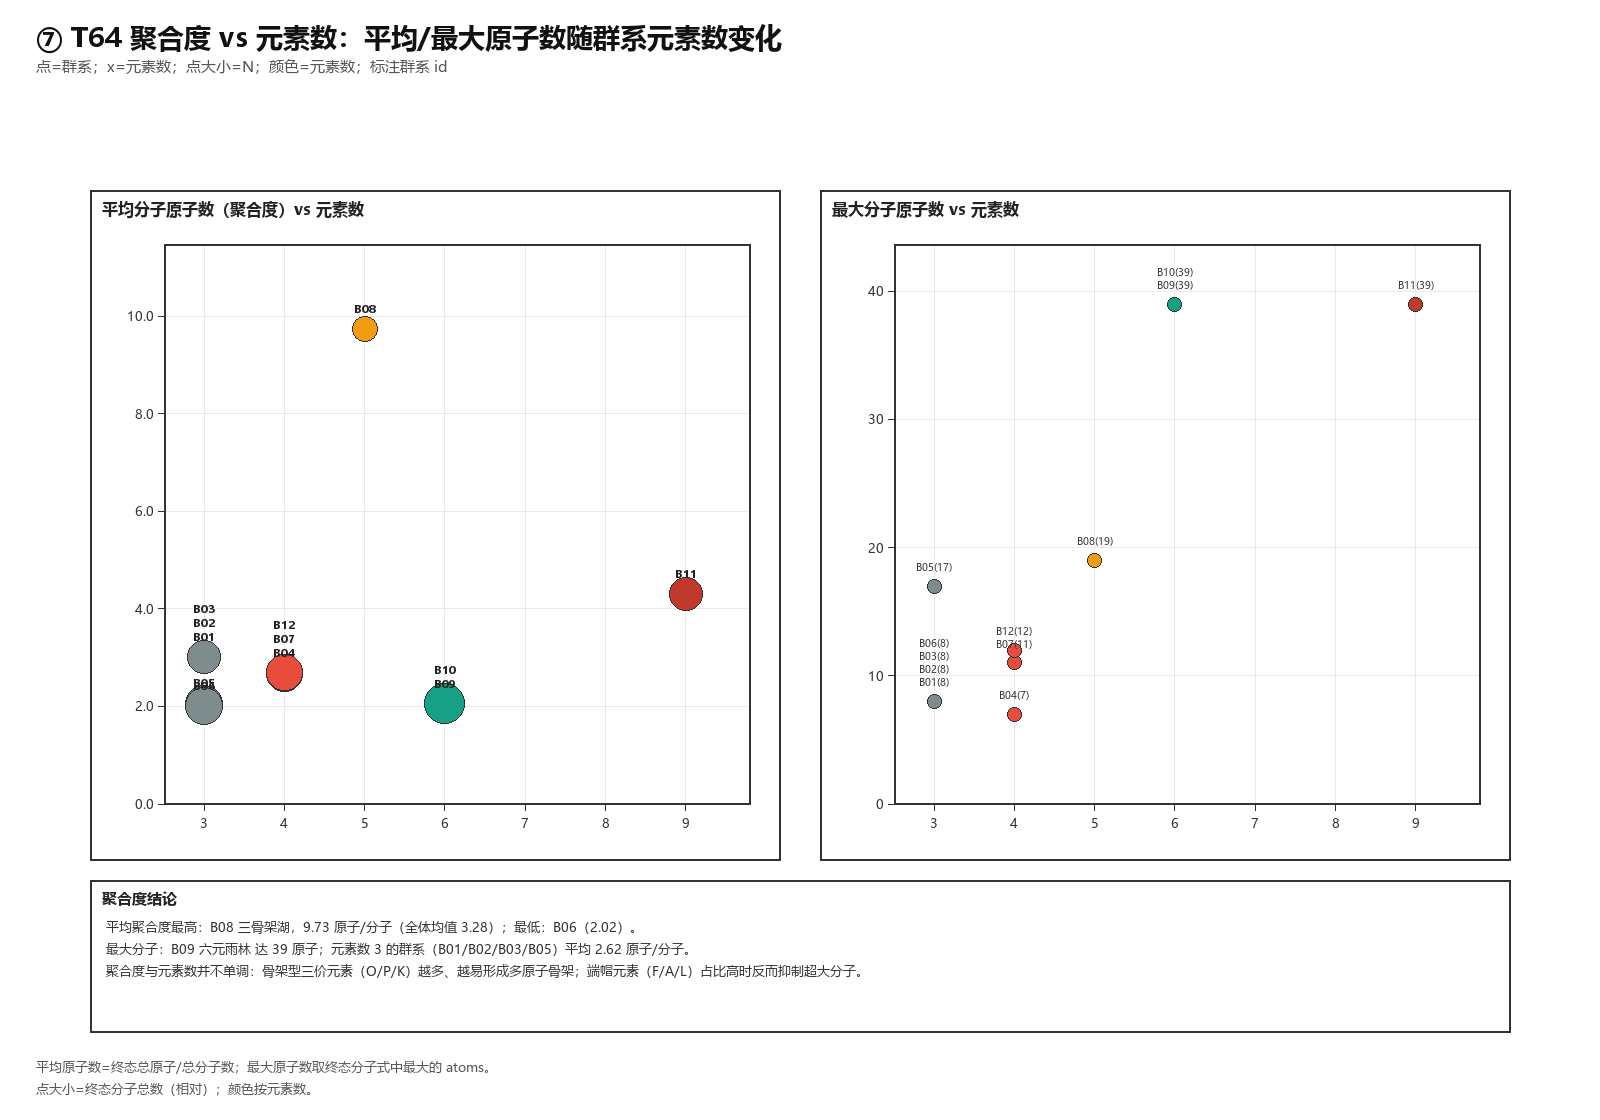 ⑦ T64 聚合度 vs 元素数：平均/最大原子数随群系元素数变化
点=群系；x=元素数；点大小=N；颜色=元素数；标注群系 id
平均分子原子数（聚合度）vs 元素数
10.0
8.0
6.0
4.0
2.0
0.0
B08
B11
B03
B02
B01
B12
B07
B04
B05
B10
B09
3 4 5 6 7 8 9
最大分子原子数 vs 元素数
40
30
20
10
0
B10(39)
B09(39)
B11(39)
B08(19)
B05(17)
B12(12)
B07(11)
B06(8)
B03(8)
B02(8)
B01(8)
B04(7)
3 4 5 6 7 8 9
聚合度结论
平均聚合度最高：B08 三骨架湖，9.73 原子/分子（全体均值 3.28）；最低：B06（2.02）。
最大分子：B09 六元雨林 达 39 原子；元素数 3 的群系（B01/B02/B03/B05）平均 2.62 原子/分子。
聚合度与元素数并不单调：骨架型三价元素（O/P/K）越多、越易形成多原子骨架；端帽元素（F/A/L）占比高时反而抑制超大分子。
平均原子数=终态总原子/总分子数；最大原子数取终态分子式中最大的 atoms。
点大小=终态分子总数（相对）；颜色按元素数。